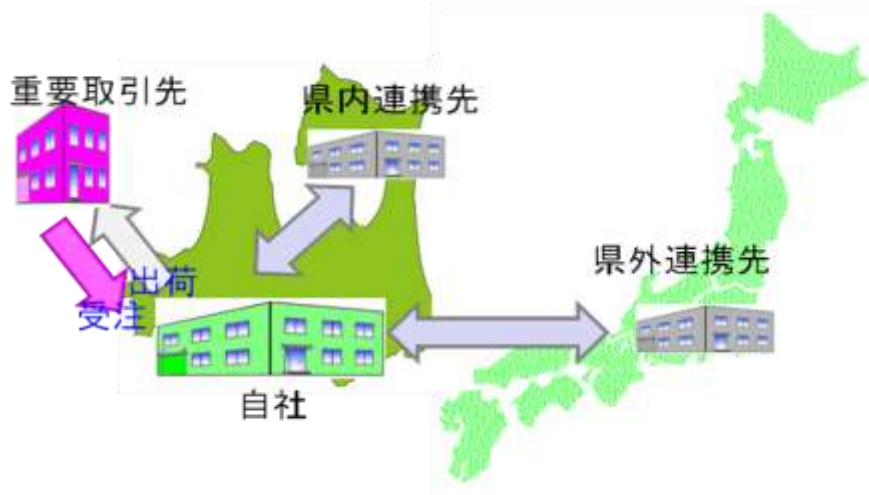 重要取引先
県内連携先
県外連携先
出荷
受注
自社